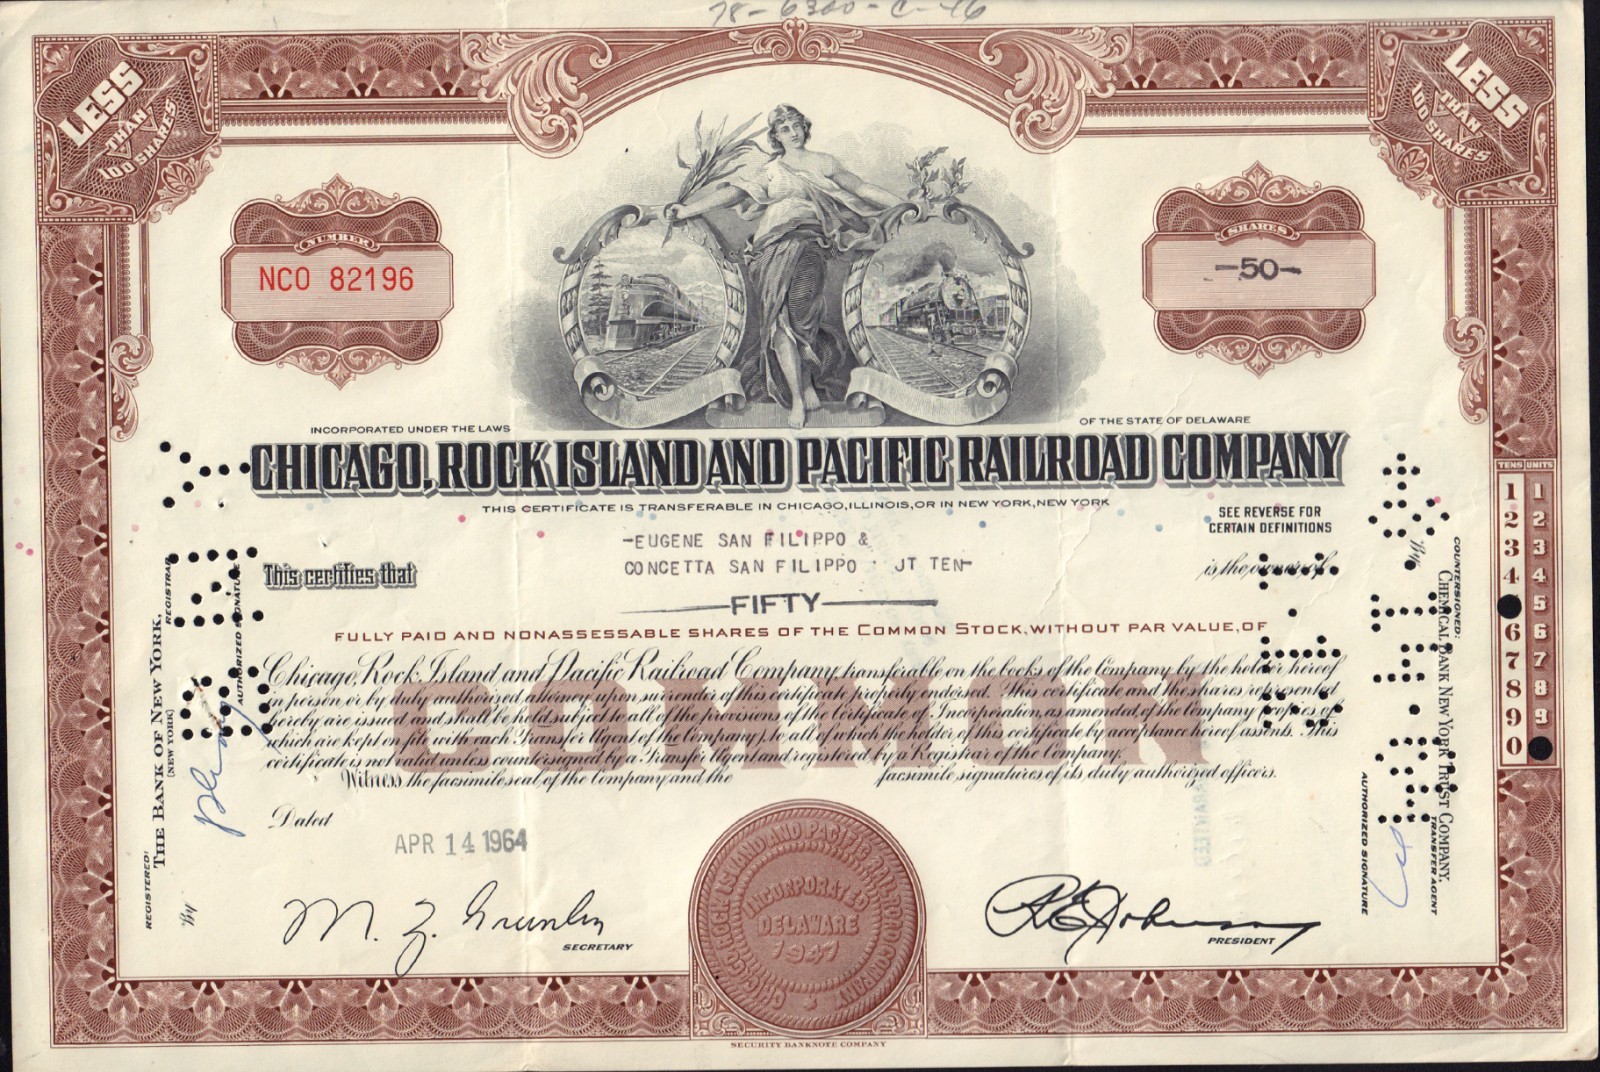 78-6300-C-46
LESS
THAN
100 SHARES
LESS
THAN
100 SHARES
NUMBER
NCO 82196
SHARES
-50-
INCORPORATED UNDER THE LAWS
OF THE STATE OF DELAWARE
CHICAGO, ROCK ISLAND AND PACIFIC RAILROAD COMPANY
THIS CERTIFICATE IS TRANSFERABLE IN CHICAGO, ILLINOIS, OR IN NEW YORK, NEW YORK
SEE REVERSE FOR
CERTAIN DEFINITIONS
This certifies that
-EUGENE SAN FILIPPO &
CONCETTA SAN FILIPPO JT TEN-
is the owner of
FIFTY
FULLY PAID AND NONASSESSABLE SHARES OF THE COMMON STOCK, WITHOUT PAR VALUE, OF
Chicago, Rock Island and Pacific Railroad Company, transferable on the books of the Company by the holder hereof
in person or by duly authorized attorney upon surrender of this certificate properly endorsed. This certificate and the shares represented
hereby are issued and shall be held subject to all of the provisions of the Certificate of Incorporation, as amended, of the Company (copies of
which are kept on file with each Transfer Agent of the Company), to all of which the holder of this certificate by acceptance hereof assents. This
certificate is not valid unless countersigned by a Transfer Agent and registered by a Registrar of the Company.
Witness the facsimile seal of the Company and the facsimile signatures of its duly authorized officers.
COMMON
Dated
APR 14 1964
SECRETARY
PRESIDENT
CHICAGO, ROCK ISLAND AND PACIFIC RAILROAD COMPANY
INCORPORATED
DELAWARE
1947
SECURITY BANKNOTE COMPANY
REGISTERED:
THE BANK OF NEW YORK,
(NEW YORK)
REGISTRAR
By
AUTHORIZED SIGNATURE
COUNTERSIGNED:
CHEMICAL BANK NEW YORK TRUST COMPANY,
TRANSFER AGENT
By
AUTHORIZED SIGNATURE
TENS UNITS
1 1
2 2
3 3
4 4
5
6 6
7 7
8 8
9 9
0